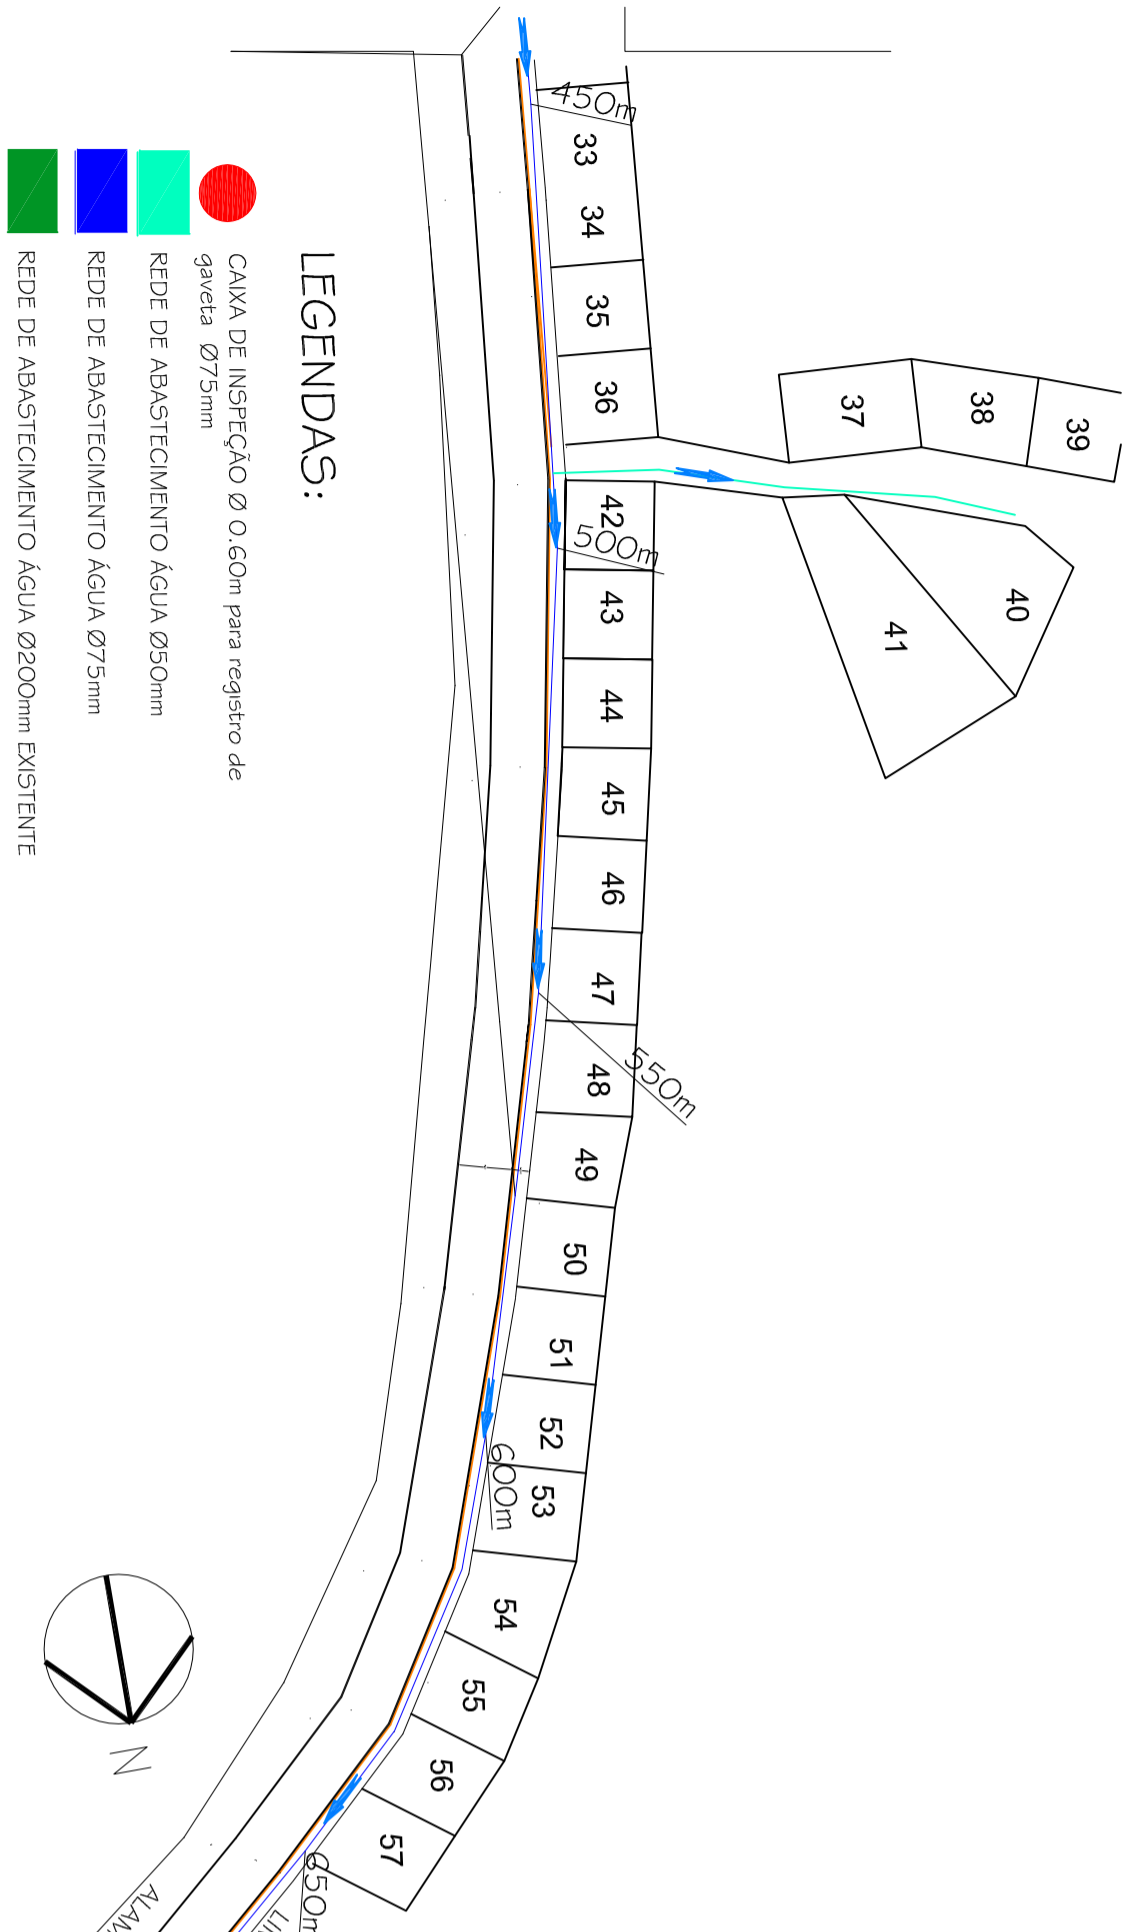 450m
33
34
35
36
37
38
39
40
41
42
500m
43
44
45
46
47
48
550m
49
50
51
52
600m
53
54
55
56
57
650m
LEGENDAS:
CAIXA DE INSPEÇÃO Ø 0.60m para registro de
gaveta Ø75mm
REDE DE ABASTECIMENTO ÁGUA Ø50mm
REDE DE ABASTECIMENTO ÁGUA Ø75mm
REDE DE ABASTECIMENTO ÁGUA Ø200mm EXISTENTE
N